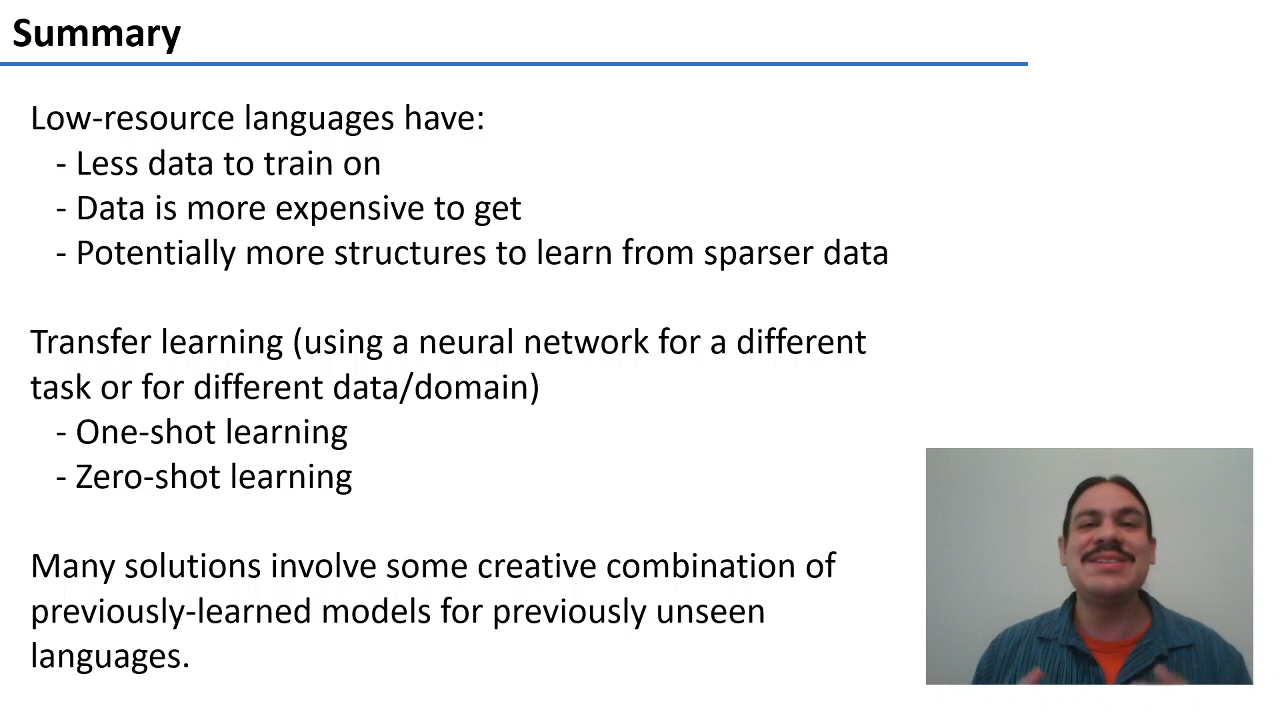 Summary
Low-resource languages have:
- Less data to train on
- Data is more expensive to get
- Potentially more structures to learn from sparser data
Transfer learning (using a neural network for a different
task or for different data/domain)
- One-shot learning
- Zero-shot learning
Many solutions involve some creative combination of
previously-learned models for previously unseen
languages.